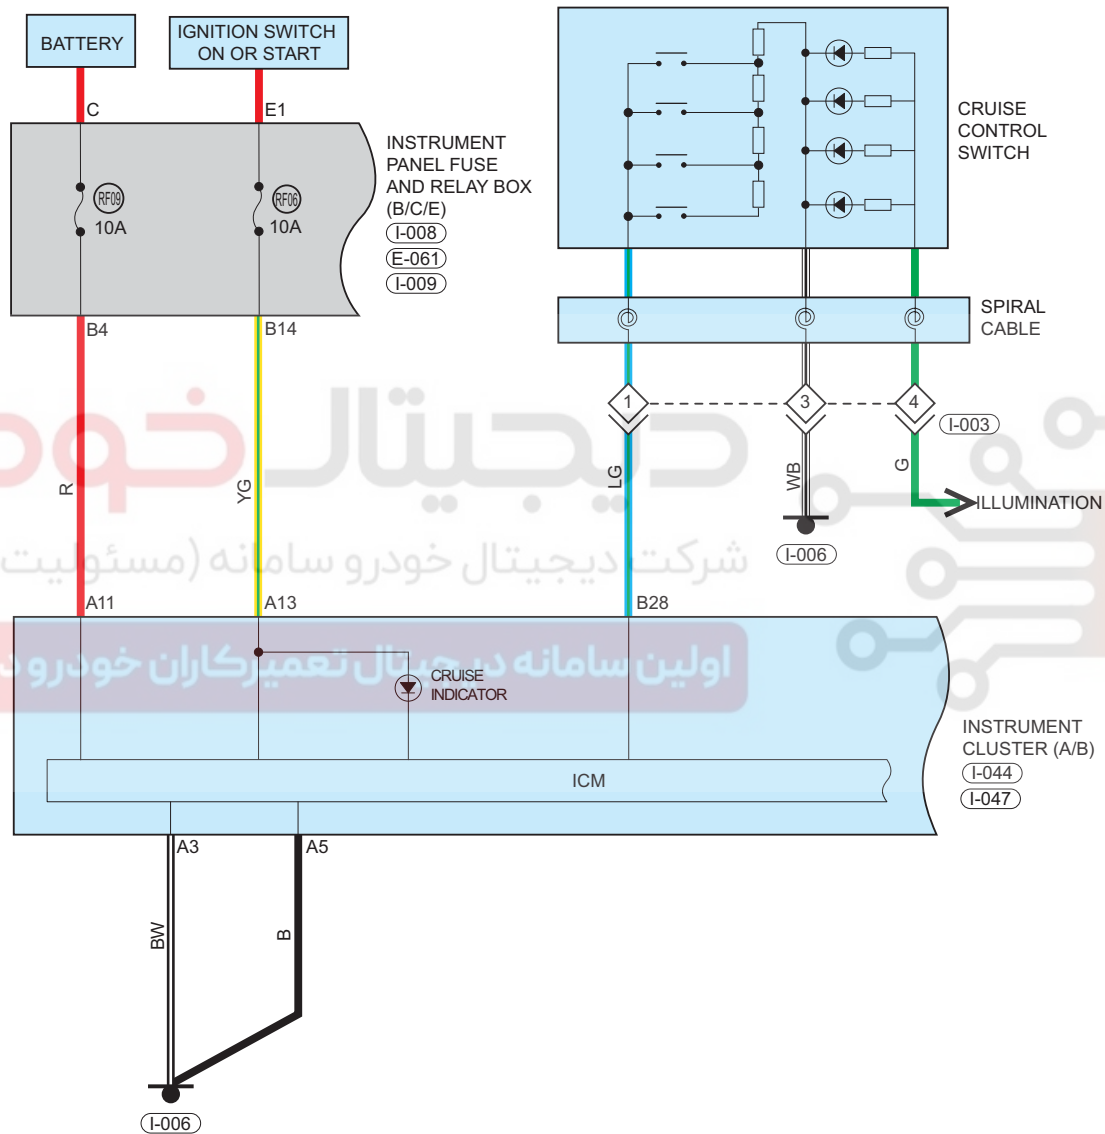 BATTERY
IGNITION SWITCH
ON OR START
C
E1
INSTRUMENT
PANEL FUSE
AND RELAY BOX
(B/C/E)
I-008
E-061
I-009
RF09
10A
RF06
10A
B4
B14
CRUISE
CONTROL
SWITCH
SPIRAL
CABLE
1
3
4
I-003
R
YG
LG
WB
G
ILLUMINATION
I-006
دیجیتال خودرو
شرکت دیجیتال خودرو سامانه (مسئولیت
A11
A13
B28
اولین سامانه دیجیتال تعمیرکاران خودرو در
CRUISE
INDICATOR
ICM
INSTRUMENT
CLUSTER (A/B)
I-044
I-047
A3
A5
BW
B
I-006